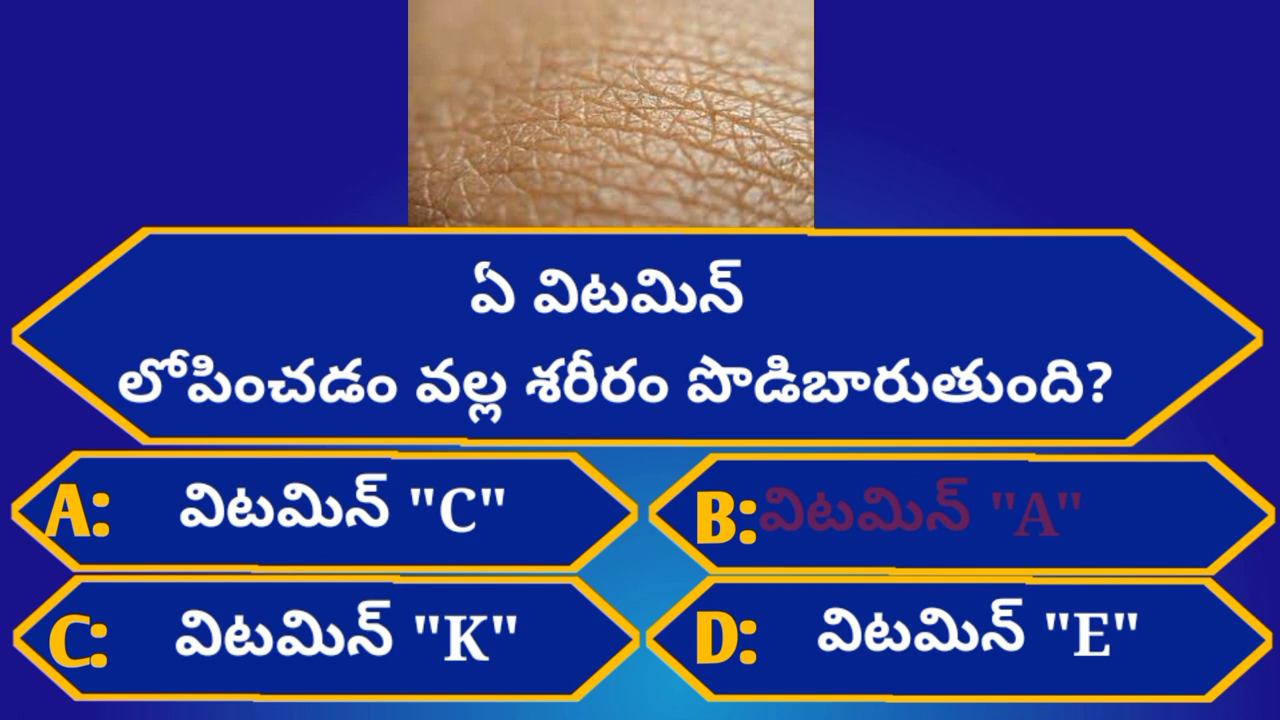 ఏ విటమిన్
లోపించడం వల్ల శరీరం పొడిబారుతుంది?
A: విటమిన్ "C"
B: విటమిన్ "A"
C: విటమిన్ "K"
D: విటమిన్ "E"